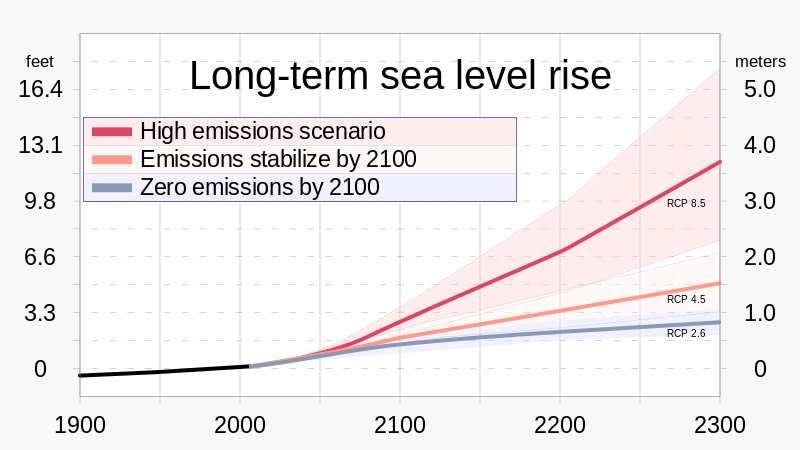 Long-term sea level rise
feet
meters
16.4
5.0
High emissions scenario
13.1
4.0
Emissions stabilize by 2100
Zero emissions by 2100
9.8
3.0
RCP 8.5
6.6
2.0
RCP 4.5
3.3
1.0
RCP 2.6
0
0
1900
2000
2100
2200
2300